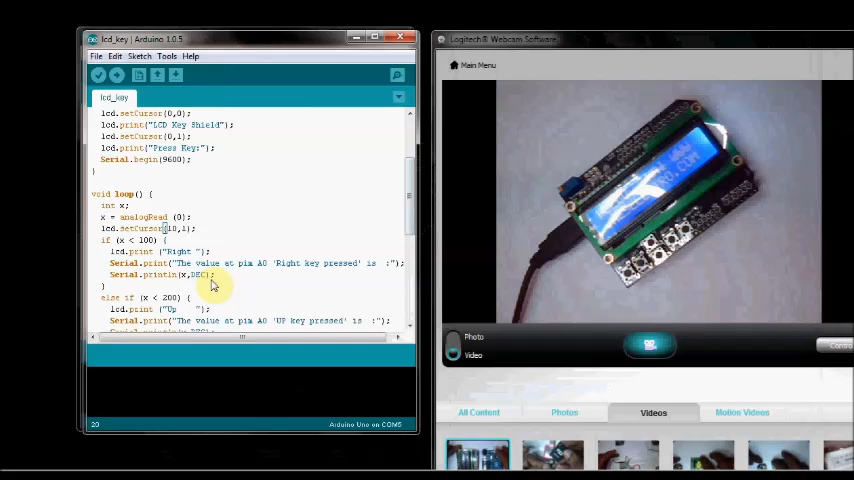 lcd_key | Arduino 1.0.5
File Edit Sketch Tools Help
lcd_key
lcd.setCursor(0,0);
lcd.print("LCD Key Shield");
lcd.setCursor(0,1);
lcd.print("Press Key:");
Serial.begin(9600);
}
void loop() {
int x;
x = analogRead (0);
lcd.setCursor(10,1);
if (x < 100) {
lcd.print ("Right ");
Serial.print("The value at pin A0 'Right key pressed' is :");
Serial.println(x,DEC);
}
else if (x < 200) {
lcd.print ("Up ");
Serial.print("The value at pin A0 'UP key pressed' is :");
Serial.println(x,DEC);
20
Arduino Uno on COM5
Logitech® Webcam Software
Main Menu
Photo
Video
All Content Photos Videos Motion Videos